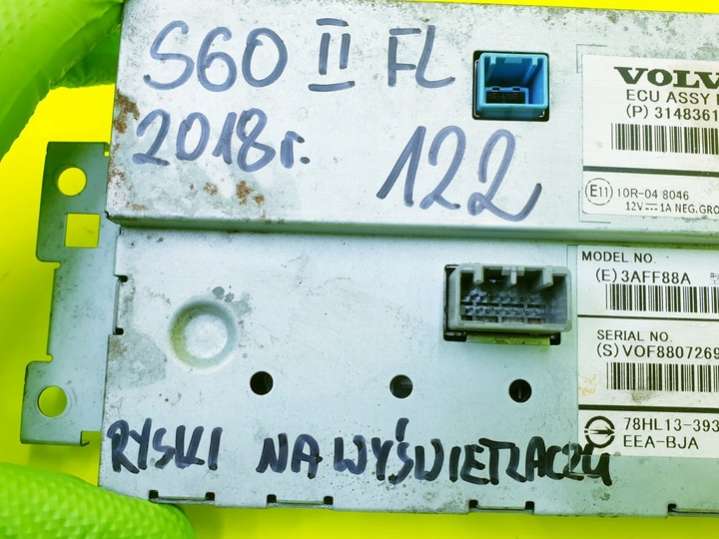 S60 II FL
2018r.
122
VOLV
ECU ASSY
(P) 3148361
E11 10R-04 8046
12V⎓1A NEG.GRO
MODEL NO.
(E) 3AFF88A
SERIAL NO.
(S) VOF8807269
78HL13-393
EEA-BJA
RYSKI NA WYŚWIETLACZU